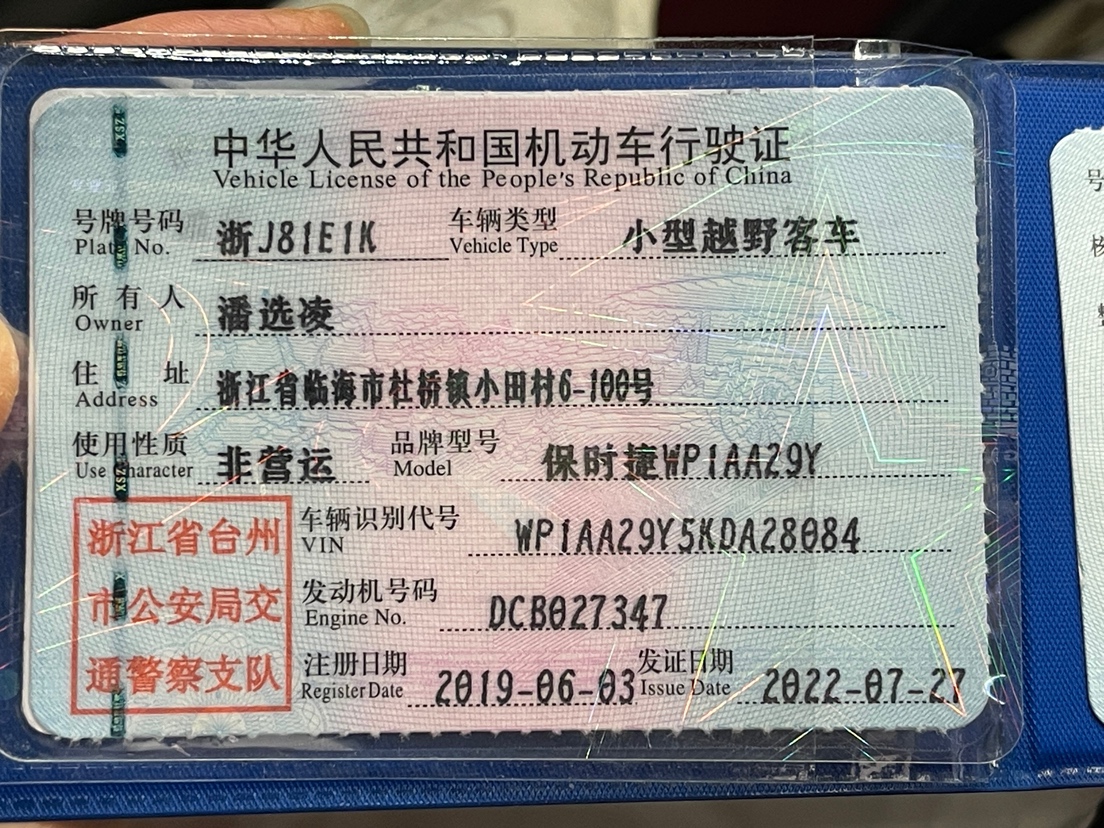 中华人民共和国机动车行驶证
Vehicle License of the People's Republic of China
号牌号码 浙J81E1K 车辆类型 小型越野客车
Plate No. Vehicle Type
所有人 潘选凌
Owner
住址 浙江省临海市杜桥镇小田村6-100号
Address
使用性质 非营运 品牌型号 保时捷WP1AA29Y
Use Character Model
浙江省台州
市公安局交
通警察支队
车辆识别代号 WP1AA29Y5KDA28084
VIN
发动机号码 DCB027347
Engine No.
注册日期 2019-06-03 发证日期 2022-07-27
Register Date Issue Date
号